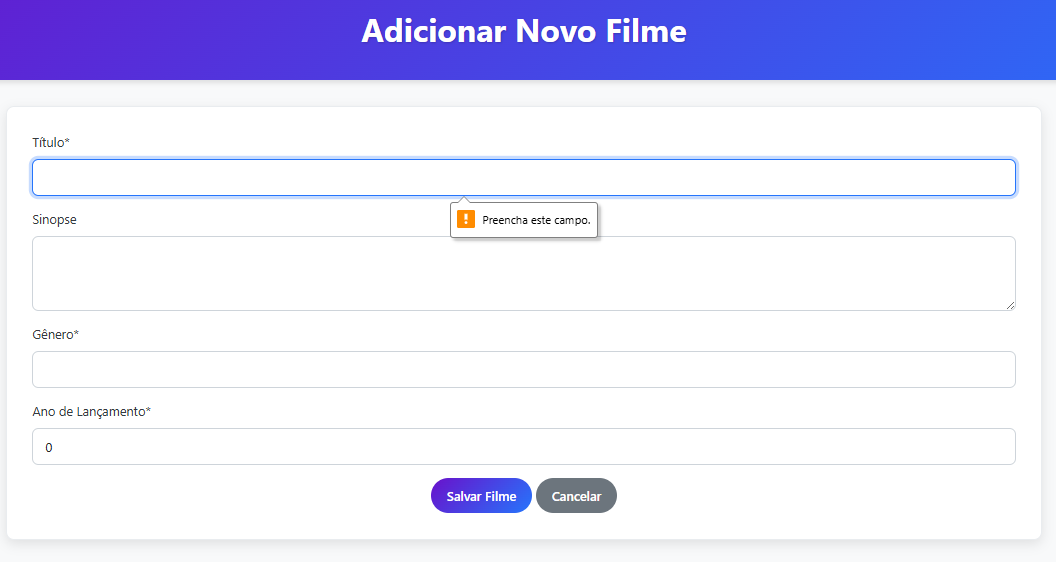 Adicionar Novo Filme
Título*
Preencha este campo.
Sinopse
Gênero*
Ano de Lançamento*
0
Salvar Filme Cancelar